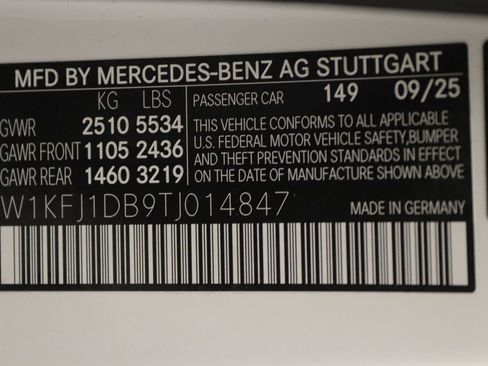 MFD BY MERCEDES-BENZ AG STUTTGART
KG LBS PASSENGER CAR 149 09/25
GVWR 2510 5534
GAWR FRONT 1105 2436
GAWR REAR 1460 3219
THIS VEHICLE CONFORMS TO ALL APPLICABLE
U.S. FEDERAL MOTOR VEHICLE SAFETY, BUMPER
AND THEFT PREVENTION STANDARDS IN EFFECT
ON THE DATE OF MANUFACTURE SHOWN ABOVE.
W1KFJ1DB9TJ014847 MADE IN GERMANY